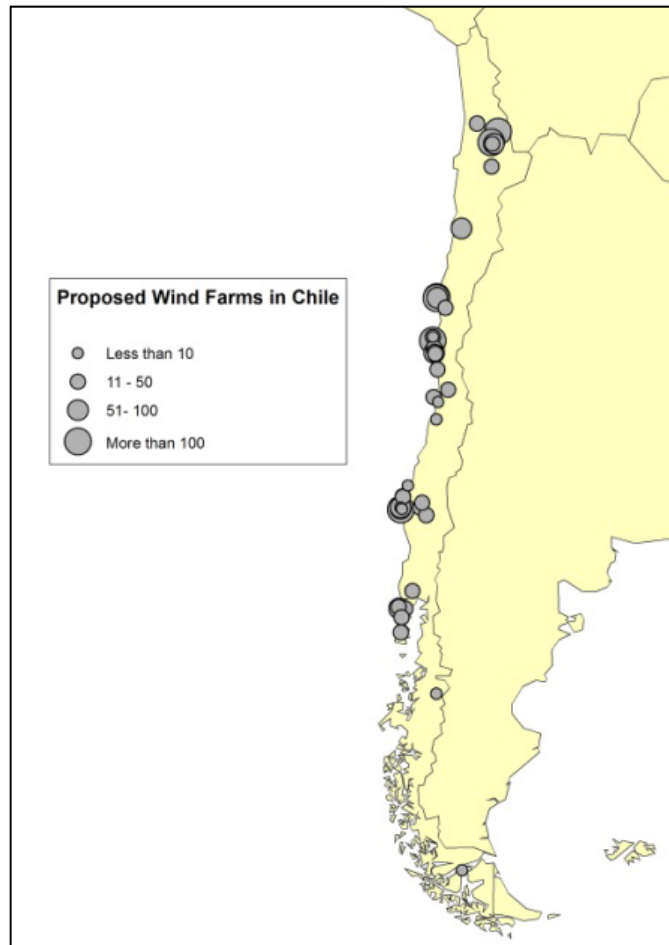 Proposed Wind Farms in Chile
Less than 10
11 - 50
51- 100
More than 100